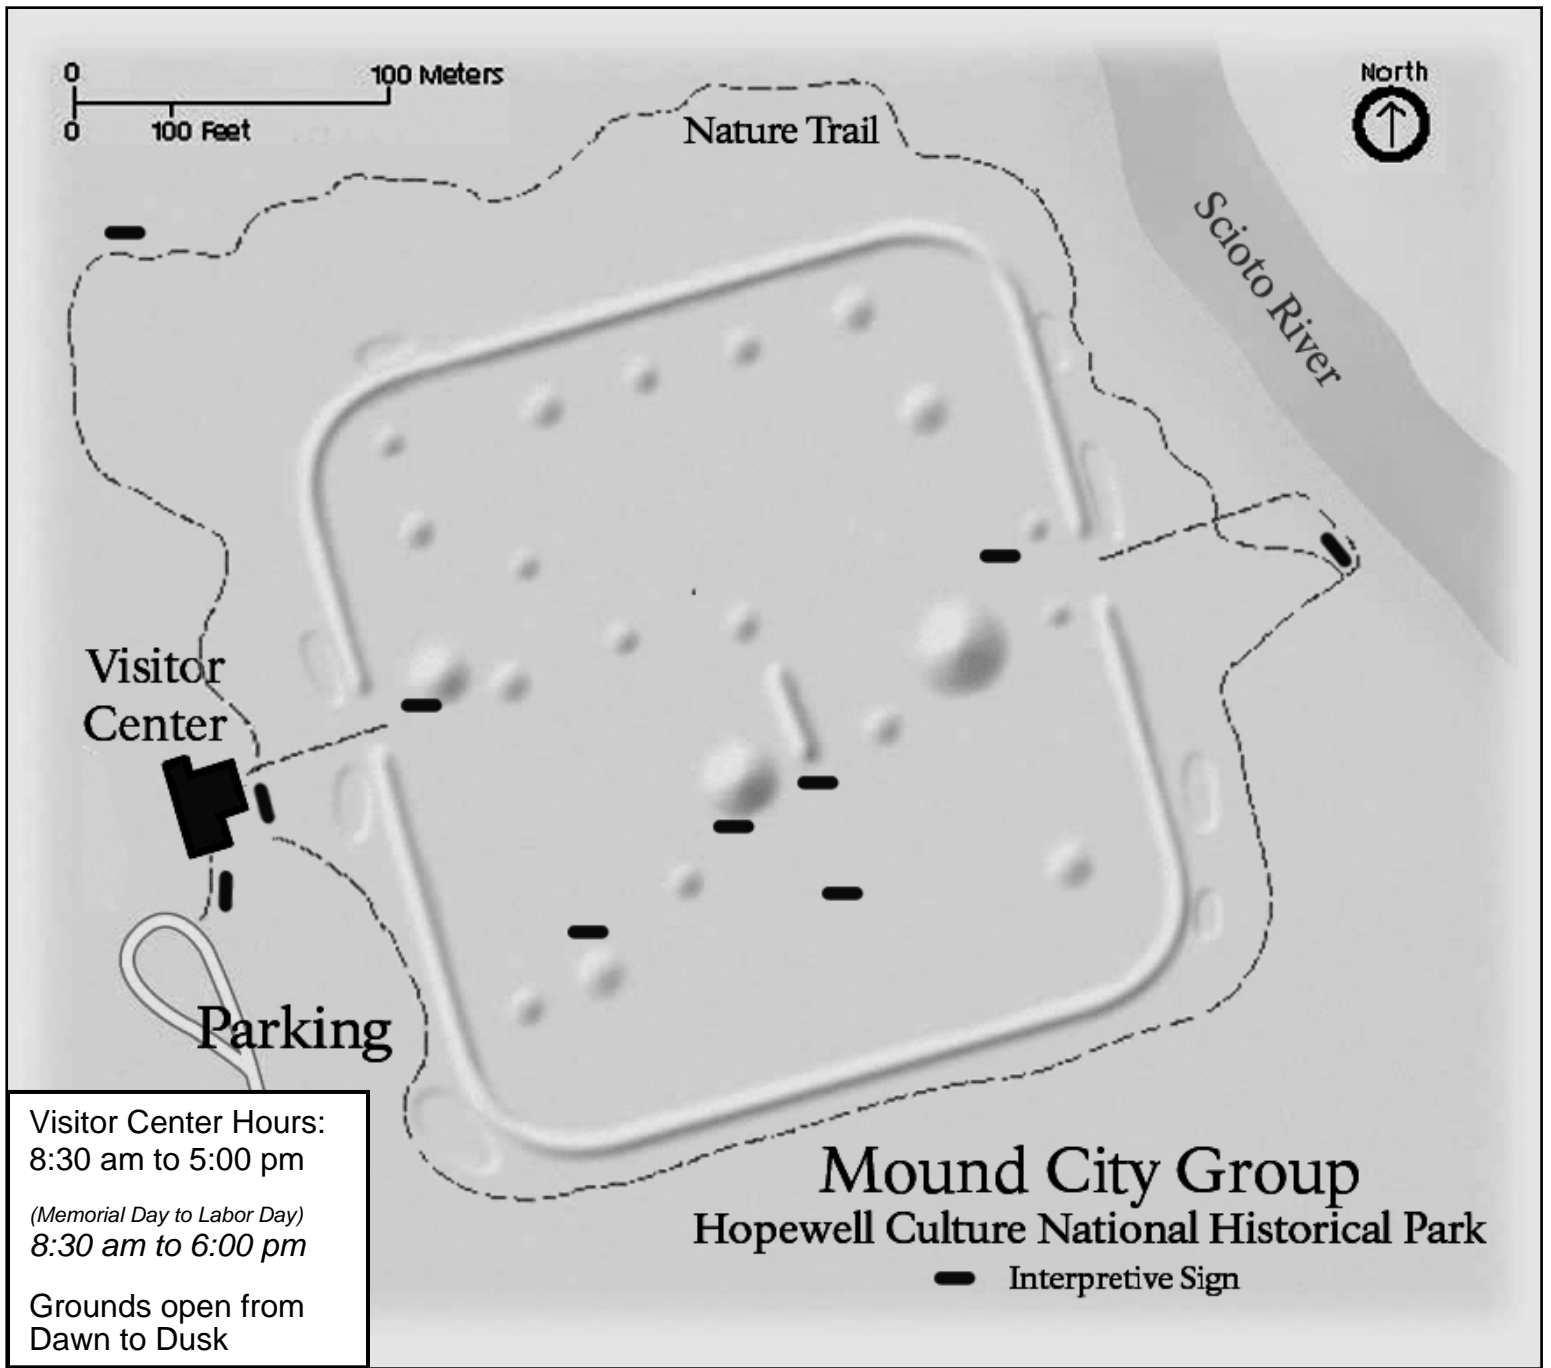 0
100 Meters
0
100 Feet
North
Nature Trail
Scioto River
Visitor
Center
Parking
Visitor Center Hours:
8:30 am to 5:00 pm
(Memorial Day to Labor Day)
8:30 am to 6:00 pm
Grounds open from
Dawn to Dusk
Mound City Group
Hopewell Culture National Historical Park
Interpretive Sign